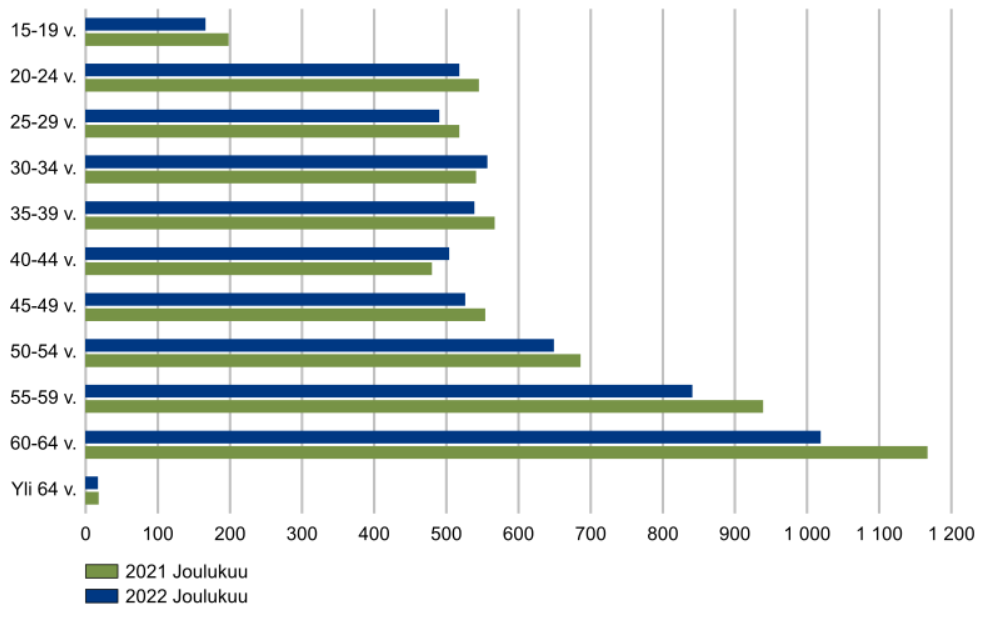 15-19 v.
20-24 v.
25-29 v.
30-34 v.
35-39 v.
40-44 v.
45-49 v.
50-54 v.
55-59 v.
60-64 v.
Yli 64 v.
0 100 200 300 400 500 600 700 800 900 1 000 1 100 1 200
2021 Joulukuu
2022 Joulukuu